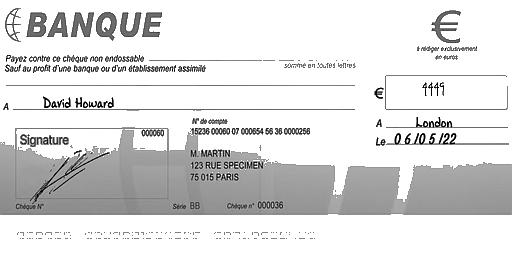 BANQUE
€
à rédiger exclusivement
en euros
Payez contre ce chèque non endossable
Sauf au profit d'une banque ou d'un établissement assimilé
somme en toutes lettres
€ 4449
A David Howard
A London
Le 06/05/22
Signature
000060
N° de compte
15236 00060 07 000654 56 36 0000256
M. MARTIN
123 RUE SPECIMEN
75 015 PARIS
Chèque N°
Série BB
Chèque n° 000036